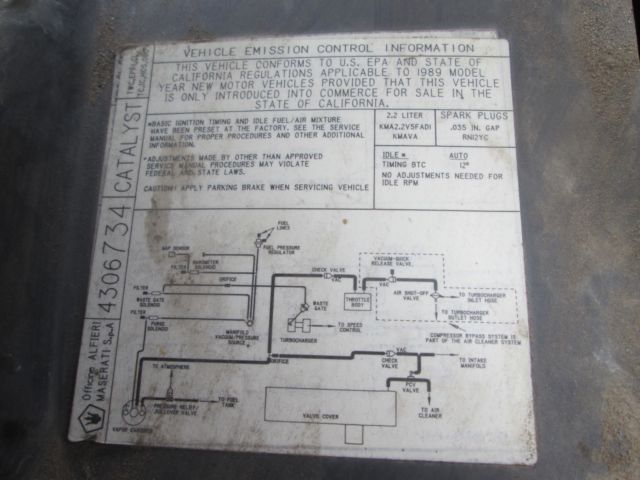 VEHICLE EMISSION CONTROL INFORMATION
THIS VEHICLE CONFORMS TO U.S. EPA AND STATE OF
CALIFORNIA REGULATIONS APPLICABLE TO 1989 MODEL
YEAR NEW MOTOR VEHICLES PROVIDED THAT THIS VEHICLE
IS ONLY INTRODUCED INTO COMMERCE FOR SALE IN THE
STATE OF CALIFORNIA.
*BASIC IGNITION TIMING AND IDLE FUEL/AIR MIXTURE
HAVE BEEN PRESET AT THE FACTORY. SEE THE SERVICE
MANUAL FOR PROPER PROCEDURES AND OTHER ADDITIONAL
INFORMATION.
*ADJUSTMENTS MADE BY OTHER THAN APPROVED
SERVICE MANUAL PROCEDURES MAY VIOLATE
FEDERAL AND STATE LAWS.
CAUTION: APPLY PARKING BRAKE WHEN SERVICING VEHICLE
2.2 LITER
KMA2.2V5FAD1
KMAVA
SPARK PLUGS
.035 IN. GAP
RN12YC
IDLE * AUTO
TIMING BTC 12°
NO ADJUSTMENTS NEEDED FOR
IDLE RPM
CATALYST
4306734
Officine ALFIERI
MASERATI S.p.A
FUEL
LINES
FUEL PRESSURE
REGULATOR
MAP SENSOR
BAROMETER
SOLENOID
FILTER
ORIFICE
FILTER
WASTE GATE
SOLENOID
FILTER
PURGE
SOLENOID
MANIFOLD
VACUUM/PRESSURE
SOURCE
CHECK VALVE
VAC
THROTTLE
BODY
WASTE
GATE
TURBOCHARGER
TO SPEED
CONTROL
VACUUM-QUICK
RELEASE VALVE
VAC
AIR SHUT-OFF
VALVE
TO TURBOCHARGER
INLET HOSE
TO TURBOCHARGER
OUTLET HOSE
COMPRESSOR BYPASS SYSTEM IS
PART OF THE AIR CLEANER SYSTEM
ORIFICE
VAC
CHECK
VALVE
TO INTAKE
MANIFOLD
PCV
VALVE
TO AIR
CLEANER
TO ATMOSPHERE
PRESSURE RELIEF/
ROLLOVER VALVE
TO FUEL
TANK
VAPOR CANISTER
VALVE COVER